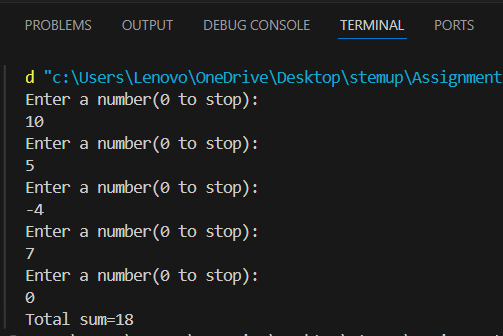 PROBLEMS OUTPUT DEBUG CONSOLE TERMINAL PORTS
d "c:\Users\Lenovo\OneDrive\Desktop\stemup\Assignment
Enter a number(0 to stop):
10
Enter a number(0 to stop):
5
Enter a number(0 to stop):
-4
Enter a number(0 to stop):
7
Enter a number(0 to stop):
0
Total sum=18